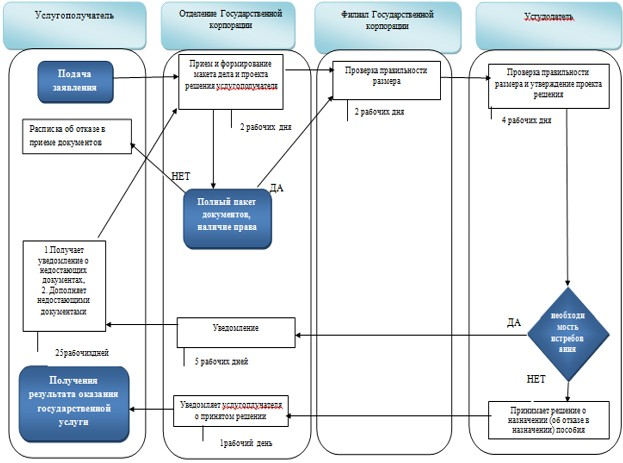 Услугополучатель
Отделение Государственной
корпорации
Филиал Государственной
корпорации
Услудолатель
Подача
заявления
Прием и формирование
макета дела и проекта
решения услугополучателя
Проверка правильности
размера
Проверка правильности
размера и утверждение проекта
решения
2 рабочих дня
2 рабочих дня
4 рабочих дня
Расписка об отказе в
приеме документов
НЕТ
ДА
Полный пакет
документов,
наличие права
1.Получает
уведомление о
недостающих
документах,
2. Дополняет
недостающими
документами
25рабочихдней
Уведомление
5 рабочих дней
ДА
необходи
мость
истребов
ания
НЕТ
Получения
результата оказания
государственной
услуги
Уведомляет услугоплучателя
о принятом решении
1рабочий день
Принимает решение о
назначении (об отказе в
назначении) пособия